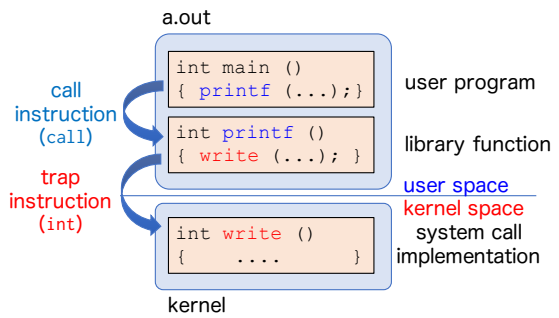 a.out
int main ()
{ printf (...);}
user program
call
instruction
(call)
int printf ()
{ write (...); }
library function
trap
instruction
(int)
user space
kernel space
int write ()
{ .... }
system call
implementation
kernel